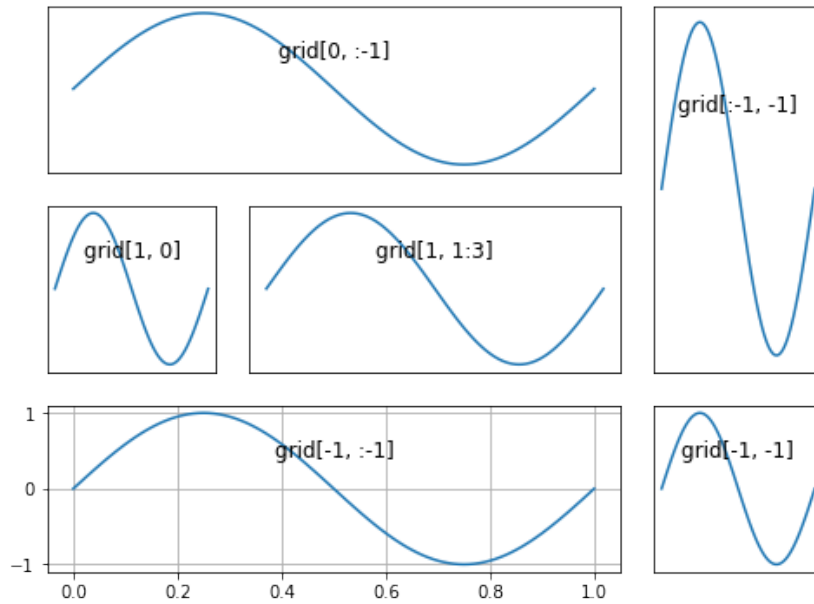 grid[0, :-1]
grid[:-1, -1]
grid[1, 0]
grid[1, 1:3]
grid[-1, :-1]
grid[-1, -1]
1
0
−1
0.0 0.2 0.4 0.6 0.8 1.0